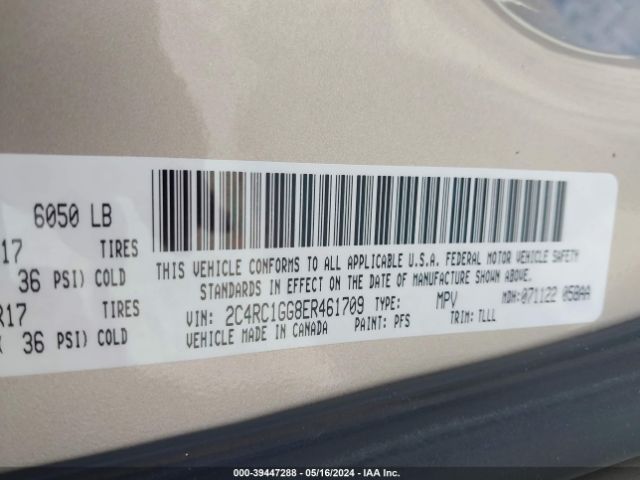 6050 LB
17 TIRES
36 PSI) COLD
R17 TIRES
36 PSI) COLD
THIS VEHICLE CONFORMS TO ALL APPLICABLE U.S.A. FEDERAL MOTOR VEHICLE SAFETY
STANDARDS IN EFFECT ON THE DATE OF MANUFACTURE SHOWN ABOVE.
VIN: 2C4RC1GG8ER461709 TYPE: MPV MDH: 071122 058AA
VEHICLE MADE IN CANADA PAINT: PFS TRIM: TLLL
000-39447288 - 05/16/2024 - IAA Inc.